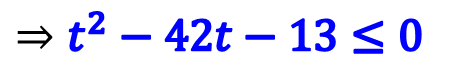 ⇒ t² − 42t − 13 ≤ 0